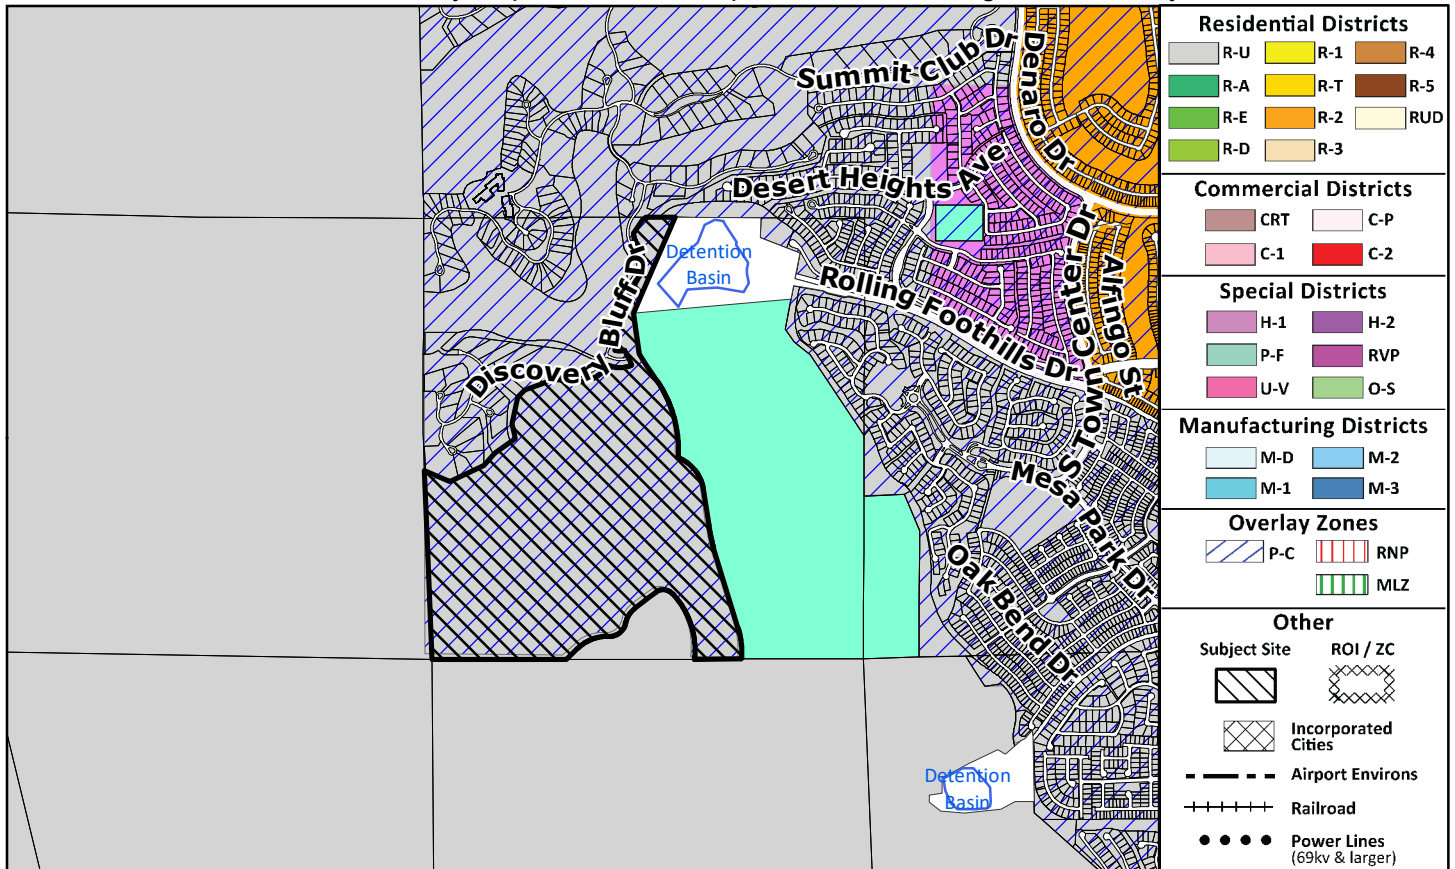 Summit Club Dr
Denaro Dr
Desert Heights Ave
Detention
Basin
Discovery Bluff Dr
Rolling Foothills Dr
S Town Center Dr
Alfingo St
Mesa Park Dr
Oak Bend Dr
Detention
Basin
Residential Districts
R-U R-1 R-4
R-A R-T R-5
R-E R-2 RUD
R-D R-3
Commercial Districts
CRT C-P
C-1 C-2
Special Districts
H-1 H-2
P-F RVP
U-V O-S
Manufacturing Districts
M-D M-2
M-1 M-3
Overlay Zones
P-C RNP
MLZ
Other
Subject Site ROI / ZC
Incorporated
Cities
Airport Environs
Railroad
Power Lines
(69kv & larger)